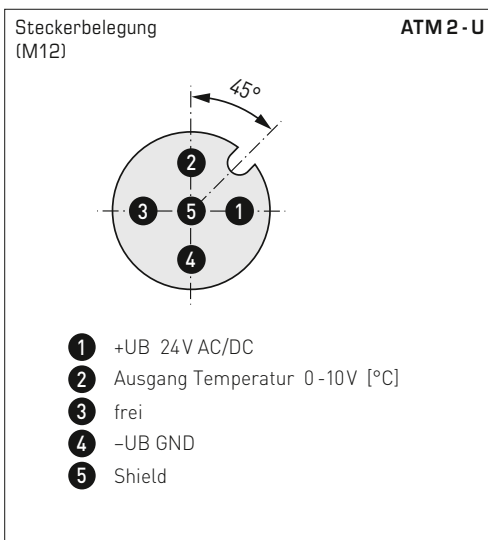 Steckerbelegung ATM 2 - U
(M12)
45°
2
3 5 1
4
1 +UB 24V AC/DC
2 Ausgang Temperatur 0 -10V [°C]
3 frei
4 –UB GND
5 Shield